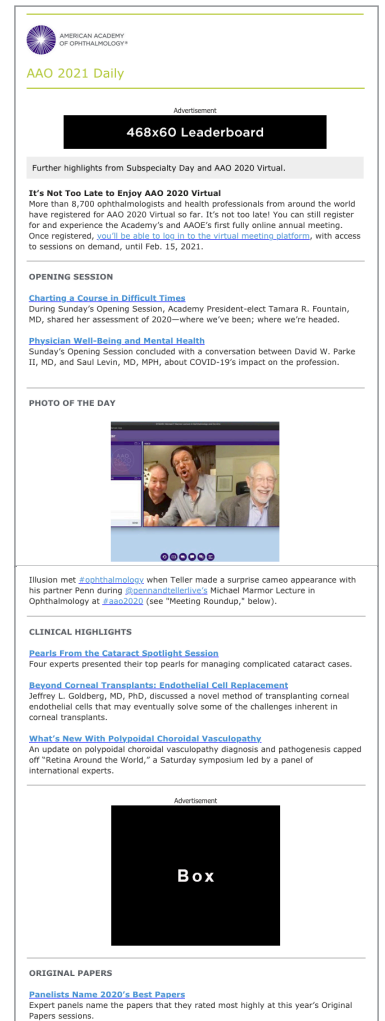 AMERICAN ACADEMY
OF OPHTHALMOLOGY®
AAO 2021 Daily
Advertisement
468x60 Leaderboard
Further highlights from Subspecialty Day and AAO 2020 Virtual.
It's Not Too Late to Enjoy AAO 2020 Virtual
More than 8,700 ophthalmologists and health professionals from around the world
have registered for AAO 2020 Virtual so far. It's not too late! You can still register
for and experience the Academy's and AAOE's first fully online annual meeting.
Once registered, you'll be able to log in to the virtual meeting platform, with access
to sessions on demand, until Feb. 15, 2021.
OPENING SESSION
Charting a Course in Difficult Times
During Sunday's Opening Session, Academy President-elect Tamara R. Fountain,
MD, shared her assessment of 2020—where we've been; where we're headed.
Physician Well-Being and Mental Health
Sunday's Opening Session concluded with a conversation between David W. Parke
II, MD, and Saul Levin, MD, MPH, about COVID-19's impact on the profession.
PHOTO OF THE DAY
Illusion met #ophthalmology when Teller made a surprise cameo appearance with
his partner Penn during @pennandtellerlive's Michael Marmor Lecture in
Ophthalmology at #aao2020 (see "Meeting Roundup," below).
CLINICAL HIGHLIGHTS
Pearls From the Cataract Spotlight Session
Four experts presented their top pearls for managing complicated cataract cases.
Beyond Corneal Transplants: Endothelial Cell Replacement
Jeffrey L. Goldberg, MD, PhD, discussed a novel method of transplanting corneal
endothelial cells that may eventually solve some of the challenges inherent in
corneal transplants.
What's New With Polypoidal Choroidal Vasculopathy
An update on polypoidal choroidal vasculopathy diagnosis and pathogenesis capped
off "Retina Around the World," a Saturday symposium led by a panel of
international experts.
Advertisement
Box
ORIGINAL PAPERS
Panelists Name 2020's Best Papers
Expert panels name the papers that they rated most highly at this year's Original
Papers sessions.